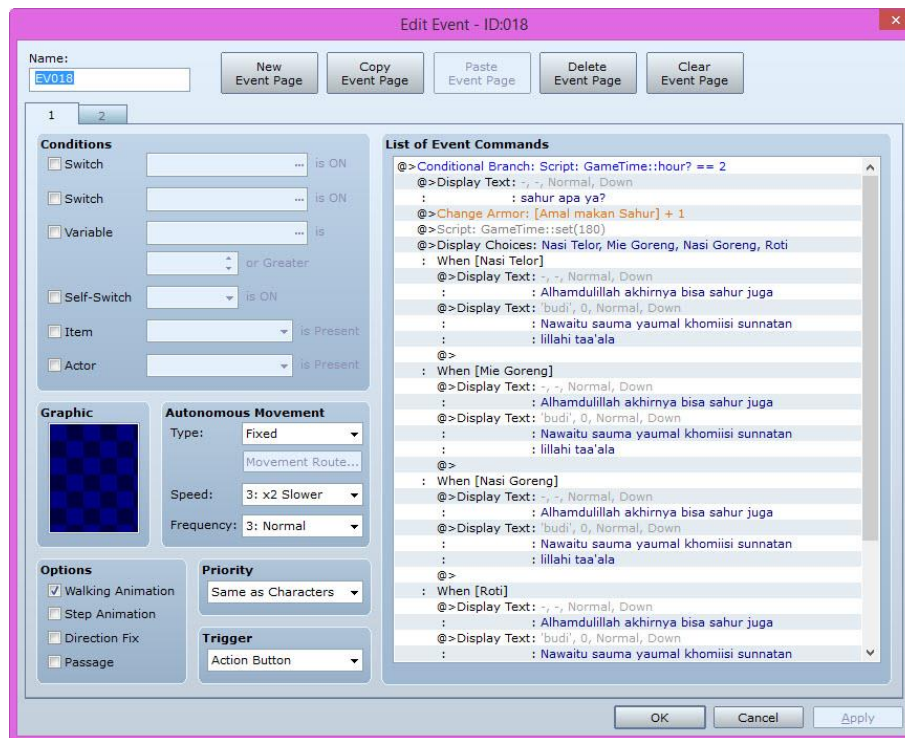 Edit Event - ID:018
Name:
EV018
New Event Page
Copy Event Page
Paste Event Page
Delete Event Page
Clear Event Page
1 2
Conditions
Switch ... is ON
Switch ... is ON
Variable ... is
or Greater
Self-Switch is ON
Item is Present
Actor is Present
Graphic
Autonomous Movement
Type: Fixed
Movement Route...
Speed: 3: x2 Slower
Frequency: 3: Normal
Options
Walking Animation
Step Animation
Direction Fix
Passage
Priority
Same as Characters
Trigger
Action Button
List of Event Commands
@>Conditional Branch: Script: GameTime::hour? == 2
@>Display Text: -, -, Normal, Down
: : sahur apa ya?
@>Change Armor: [Amal makan Sahur] + 1
@>Script: GameTime::set(180)
@>Display Choices: Nasi Telor, Mie Goreng, Nasi Goreng, Roti
: When [Nasi Telor]
@>Display Text: -, -, Normal, Down
: : Alhamdulillah akhirnya bisa sahur juga
@>Display Text: 'budi', 0, Normal, Down
: : Nawaitu sauma yaumal khomiisi sunnatan
: : lillahi taa'ala
@>
: When [Mie Goreng]
@>Display Text: -, -, Normal, Down
: : Alhamdulillah akhirnya bisa sahur juga
@>Display Text: 'budi', 0, Normal, Down
: : Nawaitu sauma yaumal khomiisi sunnatan
: : lillahi taa'ala
@>
: When [Nasi Goreng]
@>Display Text: -, -, Normal, Down
: : Alhamdulillah akhirnya bisa sahur juga
@>Display Text: 'budi', 0, Normal, Down
: : Nawaitu sauma yaumal khomiisi sunnatan
: : lillahi taa'ala
@>
: When [Roti]
@>Display Text: -, -, Normal, Down
: : Alhamdulillah akhirnya bisa sahur juga
@>Display Text: 'budi', 0, Normal, Down
: : Nawaitu sauma yaumal khomiisi sunnatan
OK
Cancel
Apply